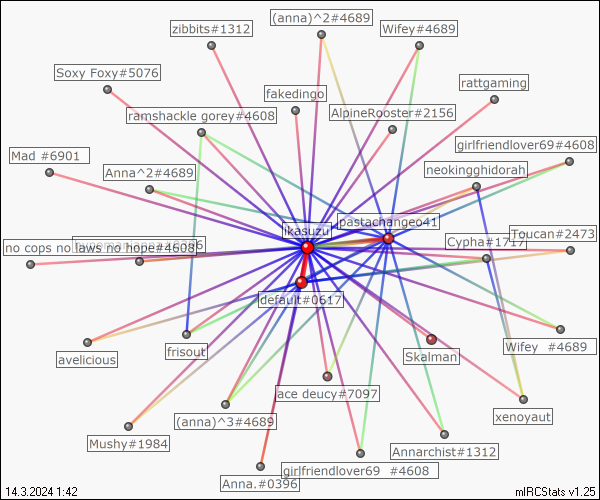 (anna)^2#4689
zibbits#1312
Wifey#4689
Soxy Foxy#5076
rattgaming
fakedingo
ramshackle gorey#4608
AlpineRooster#2156
girlfriendlover69#4608
Mad #6901
neokingghidorah
Anna^2#4689
pastachangeo41
likasuzu
Toucan#2473
Cypha#1717
no cops no laws no hope#4608
default#0617
Wifey #4689
avelicious
frisout
Skalman
ace deucy#7097
xenoyaut
(anna)^3#4689
Mushy#1984
Annarchist#1312
girlfriendlover69 #4608
Anna.#0396
14.3.2024 1:42
mIRCStats v1.25